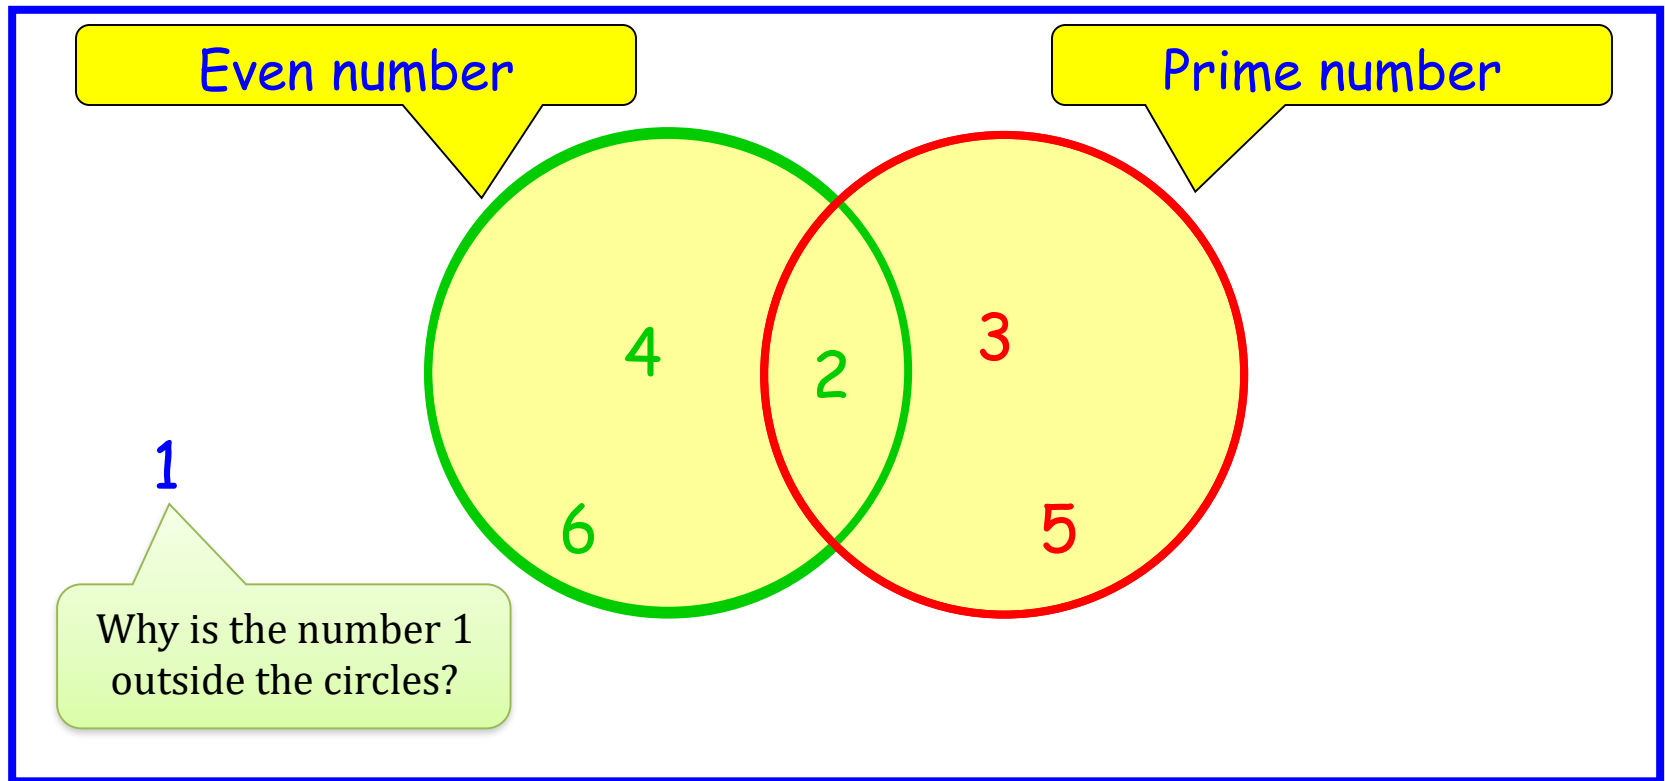 Even number
Prime number
4
2
3
1
6
5
Why is the number 1
outside the circles?